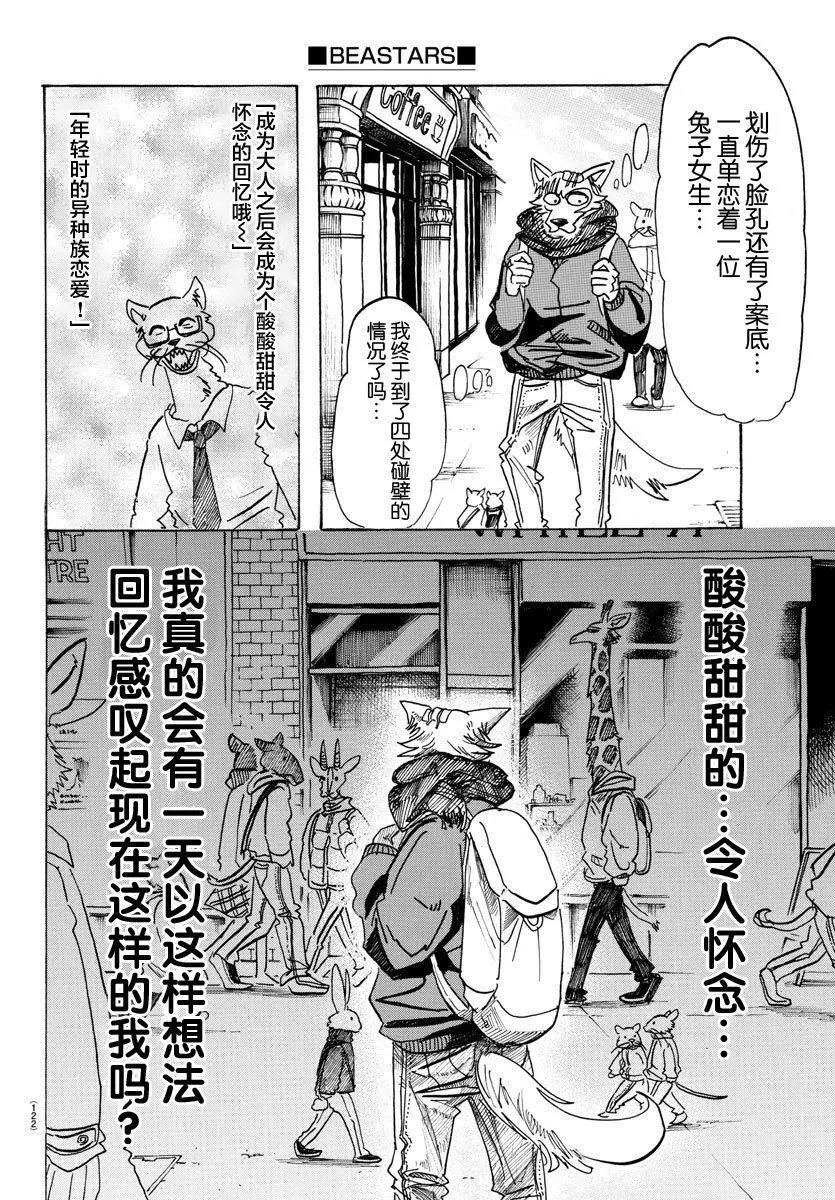 ■BEASTARS■
划伤了脸孔还有了案底…
一直单恋着一位
兔子女生…
Coffee
我终于到了四处碰壁的
情况了吗…
「成为大人之后会成为个酸酸甜甜令人
怀念的回忆哦～」
「年轻时的异种族恋爱！」
酸酸甜甜的…令人怀念…
我真的会有一天以这样想法
回忆感叹起现在这样的我吗？
HT
TRE
(122)